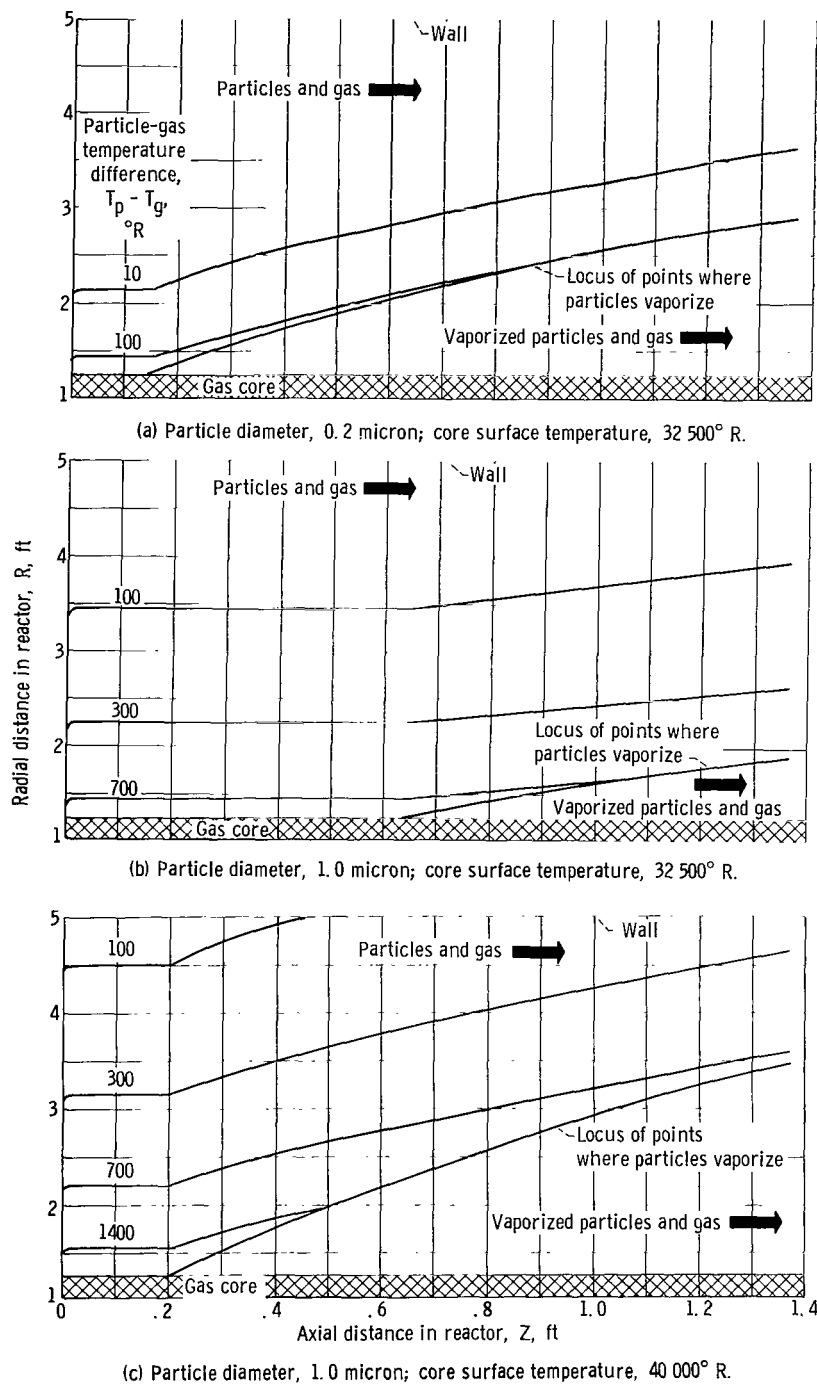 5
Wall
Particles and gas
4
Particle-gas
temperature
difference,
Tp - Tg,
°R
3
10
2
Locus of points where
particles vaporize
100
Vaporized particles and gas
1
Gas core
(a) Particle diameter, 0.2 micron; core surface temperature, 32 500° R.
Radial distance in reactor, R, ft
5
Wall
Particles and gas
4
100
3
300
2
Locus of points where
particles vaporize
700
Vaporized particles and gas
1
Gas core
(b) Particle diameter, 1.0 micron; core surface temperature, 32 500° R.
5
Wall
100
Particles and gas
4
300
3
700
Locus of points
where particles vaporize
2
1400
Vaporized particles and gas
1
Gas core
0 .2 .4 .6 .8 1.0 1.2 1.4
Axial distance in reactor, Z, ft
(c) Particle diameter, 1.0 micron; core surface temperature, 40 000° R.